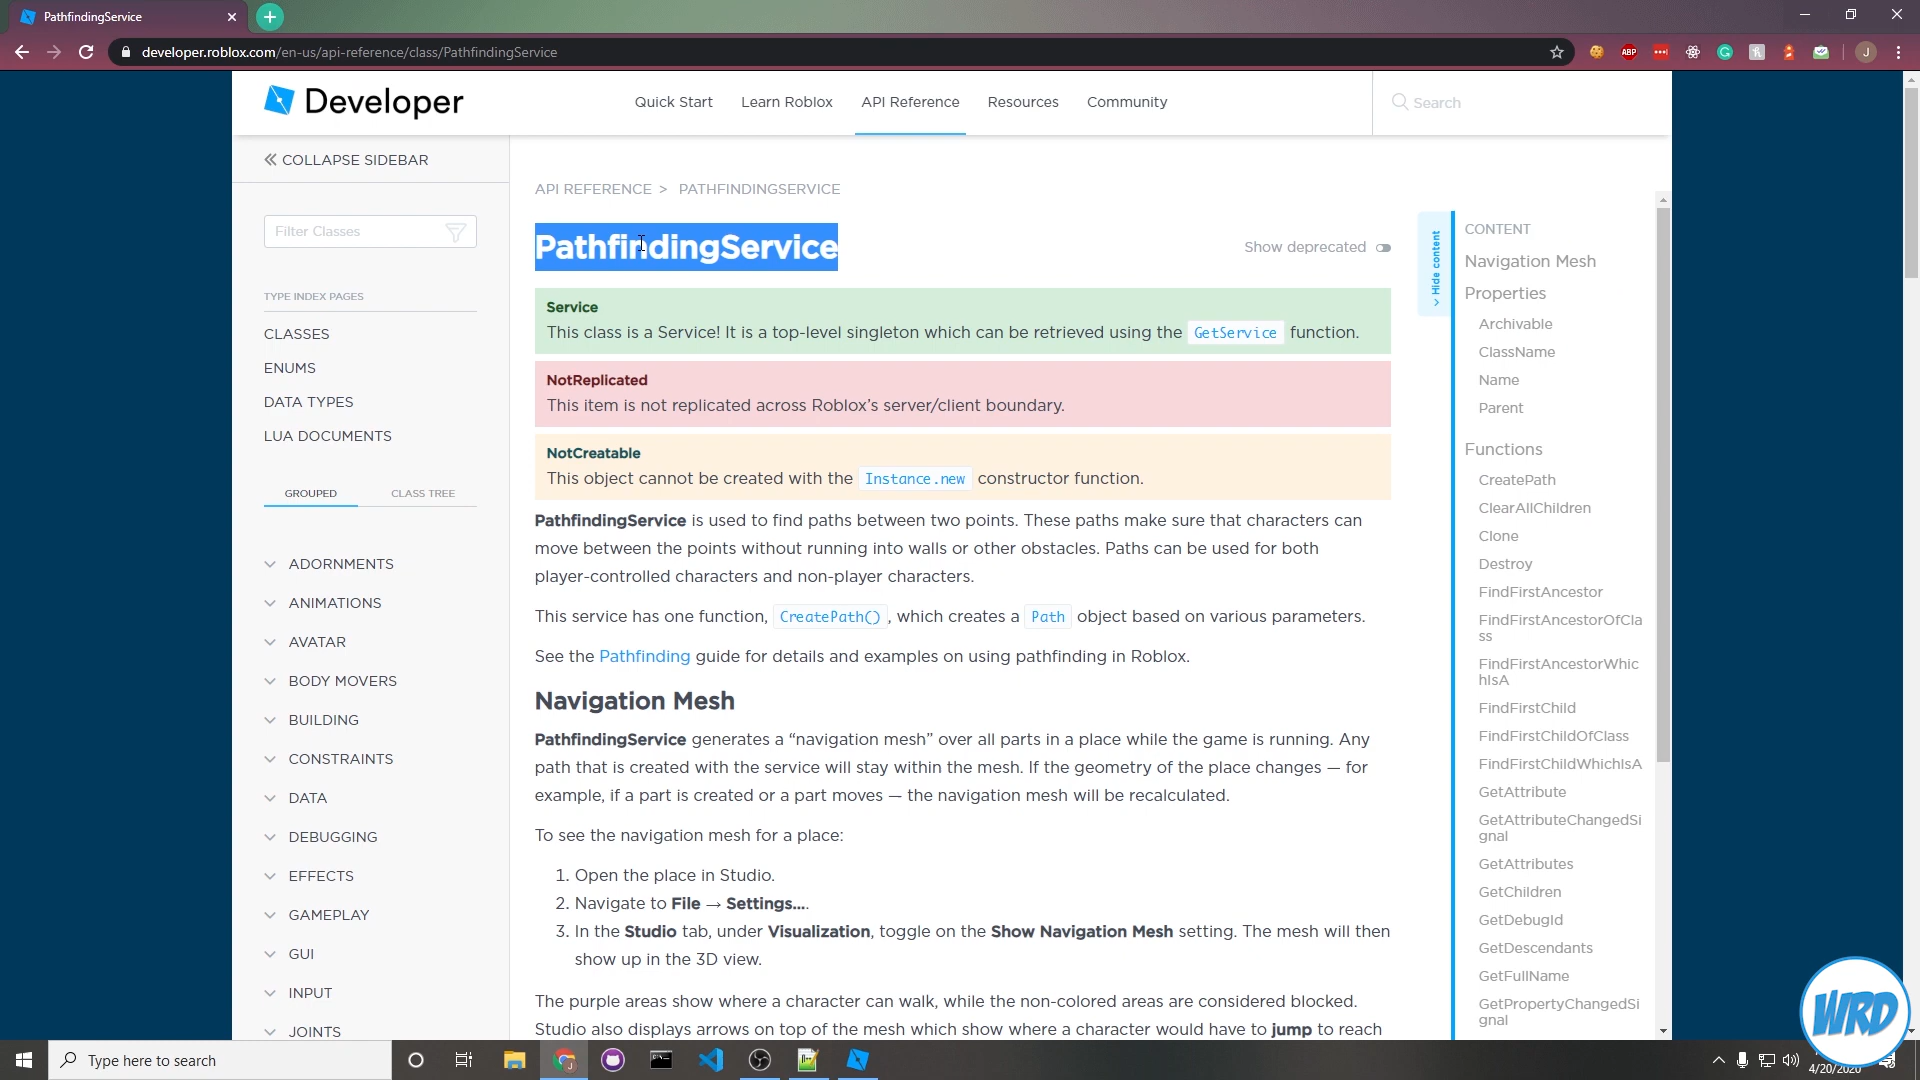 PathfindingService
developer.roblox.com/en-us/api-reference/class/PathfindingService
ABP
J
Developer
Quick Start
Learn Roblox
API Reference
Resources
Community
Search
COLLAPSE SIDEBAR
Filter Classes
TYPE INDEX PAGES
CLASSES
ENUMS
DATA TYPES
LUA DOCUMENTS
GROUPED
CLASS TREE
ADORNMENTS
ANIMATIONS
AVATAR
BODY MOVERS
BUILDING
CONSTRAINTS
DATA
DEBUGGING
EFFECTS
GAMEPLAY
GUI
INPUT
JOINTS
API REFERENCE > PATHFINDINGSERVICE
PathfindingService
Show deprecated
Service
This class is a Service! It is a top-level singleton which can be retrieved using the GetService function.
NotReplicated
This item is not replicated across Roblox’s server/client boundary.
NotCreatable
This object cannot be created with the Instance.new constructor function.
PathfindingService is used to find paths between two points. These paths make sure that characters can
move between the points without running into walls or other obstacles. Paths can be used for both
player-controlled characters and non-player characters.
This service has one function, CreatePath(), which creates a Path object based on various parameters.
See the Pathfinding guide for details and examples on using pathfinding in Roblox.
Navigation Mesh
PathfindingService generates a “navigation mesh” over all parts in a place while the game is running. Any
path that is created with the service will stay within the mesh. If the geometry of the place changes — for
example, if a part is created or a part moves — the navigation mesh will be recalculated.
To see the navigation mesh for a place:
1. Open the place in Studio.
2. Navigate to File → Settings….
3. In the Studio tab, under Visualization, toggle on the Show Navigation Mesh setting. The mesh will then
show up in the 3D view.
The purple areas show where a character can walk, while the non-colored areas are considered blocked.
Studio also displays arrows on top of the mesh which show where a character would have to jump to reach
Hide content
CONTENT
Navigation Mesh
Properties
Archivable
ClassName
Name
Parent
Functions
CreatePath
ClearAllChildren
Clone
Destroy
FindFirstAncestor
FindFirstAncestorOfCla
ss
FindFirstAncestorWhic
hIsA
FindFirstChild
FindFirstChildOfClass
FindFirstChildWhichIsA
GetAttribute
GetAttributeChangedSi
gnal
GetAttributes
GetChildren
GetDebugId
GetDescendants
GetFullName
GetPropertyChangedSi
gnal
WRD
Type here to search
J
4/20/2020